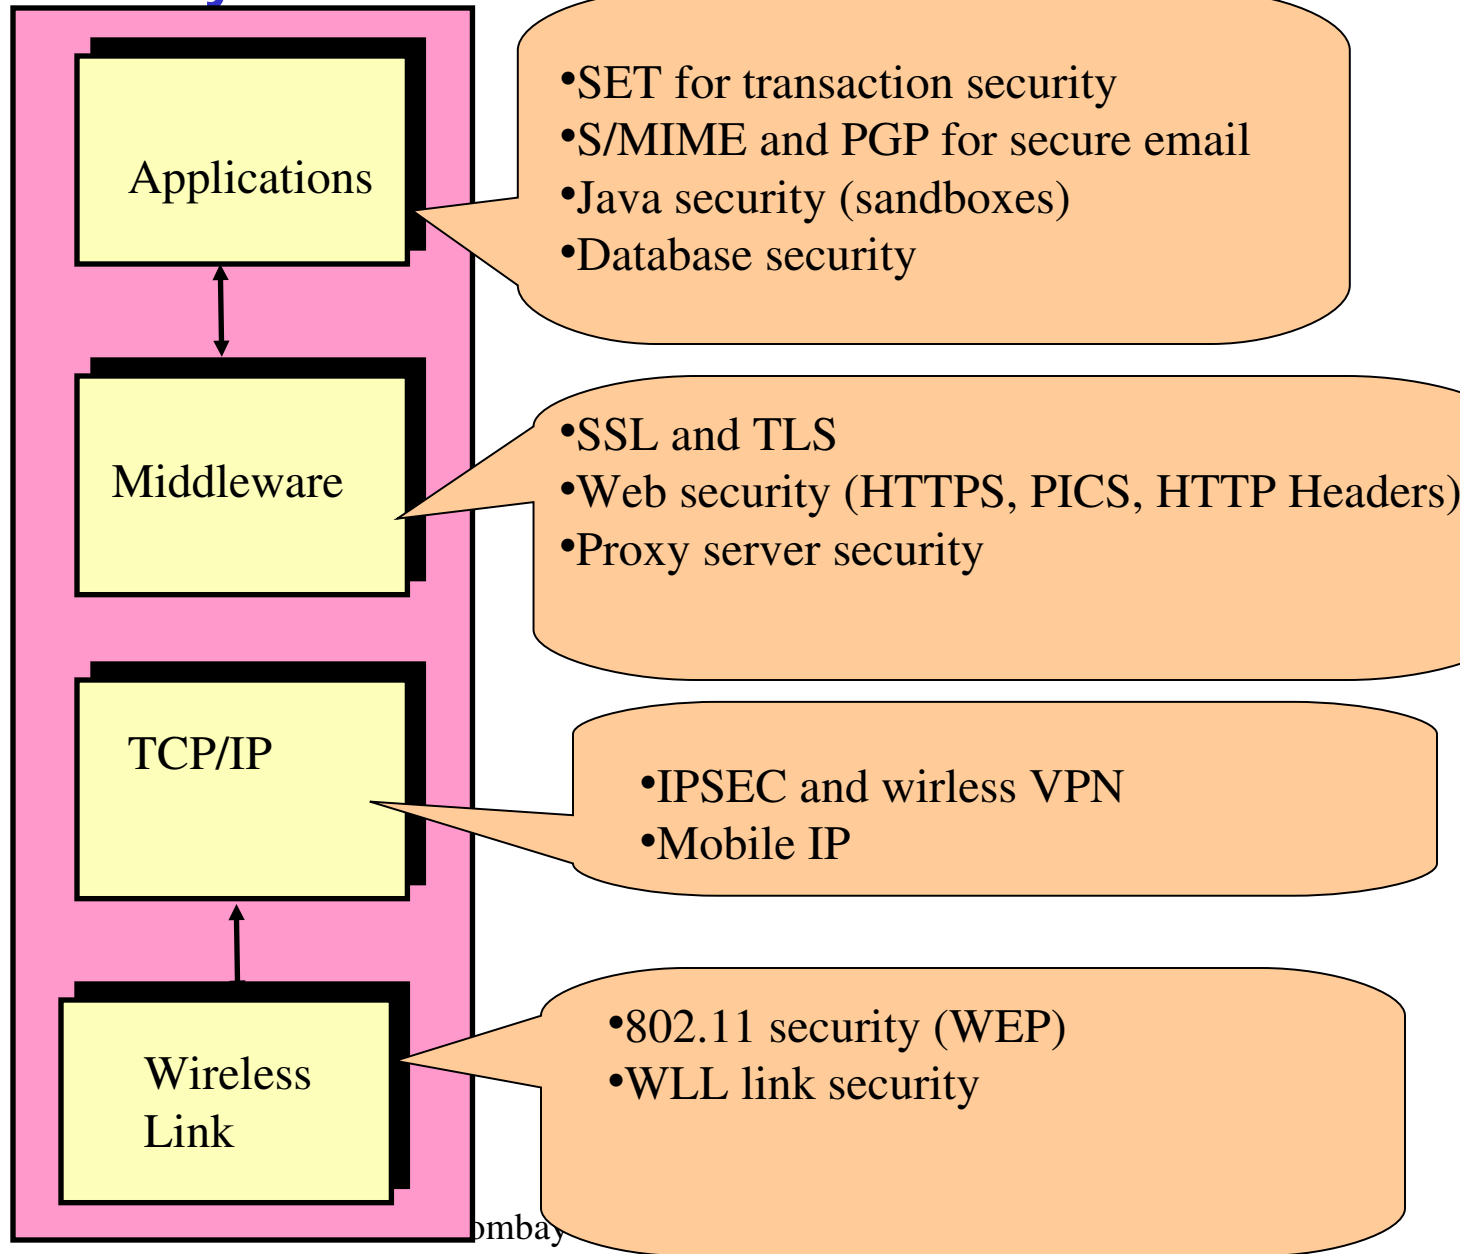 Applications
•SET for transaction security
•S/MIME and PGP for secure email
•Java security (sandboxes)
•Database security
Middleware
•SSL and TLS
•Web security (HTTPS, PICS, HTTP Headers)
•Proxy server security
TCP/IP
•IPSEC and wirless VPN
•Mobile IP
Wireless
Link
•802.11 security (WEP)
•WLL link security